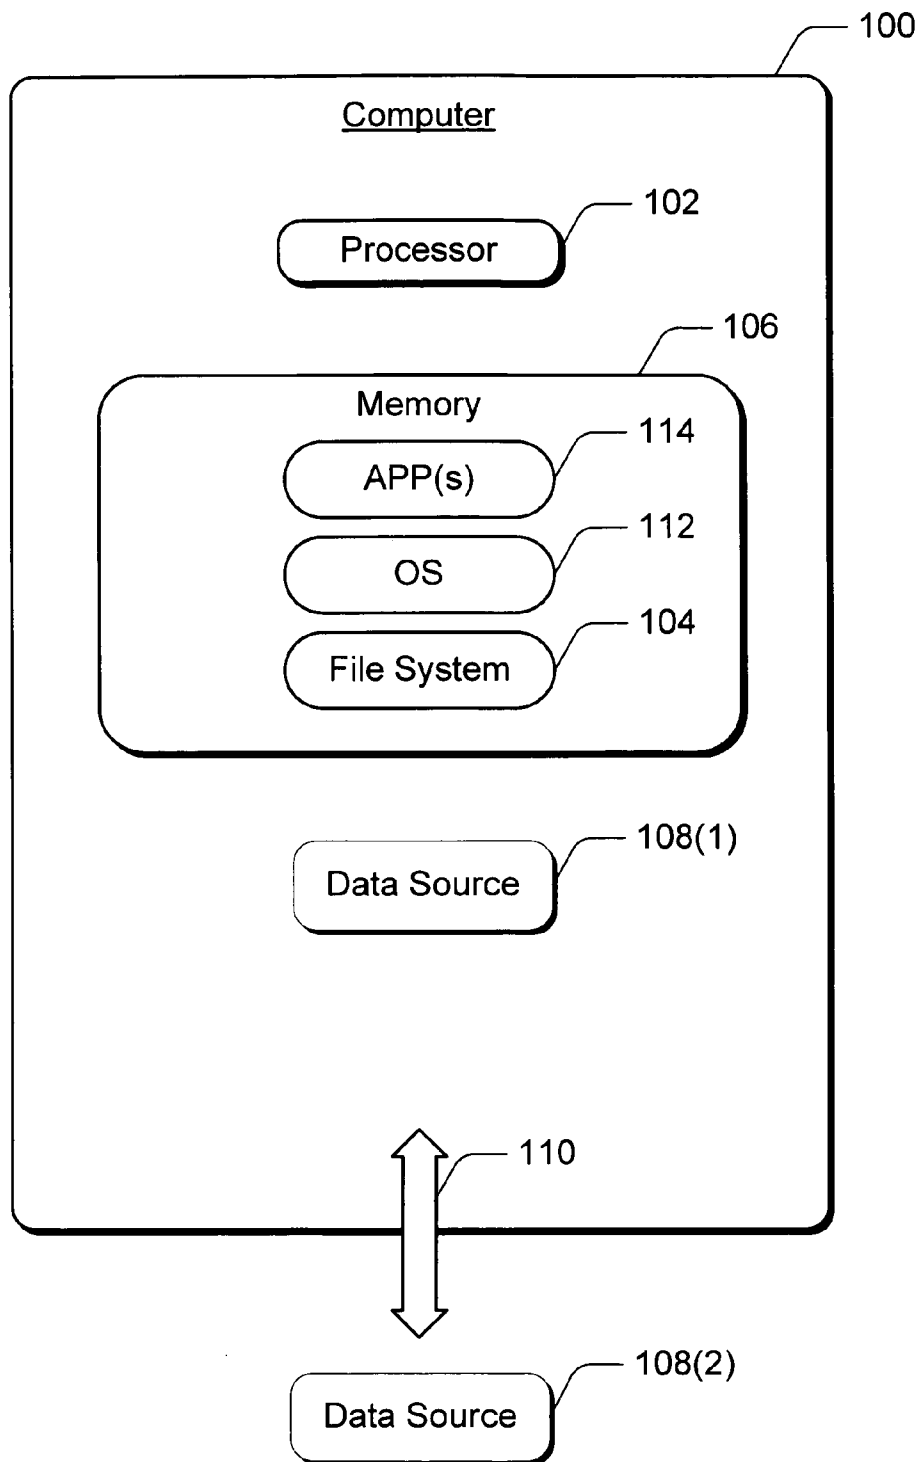 100
Computer
102
Processor
106
Memory
114
APP(s)
112
OS
104
File System
108(1)
Data Source
110
108(2)
Data Source